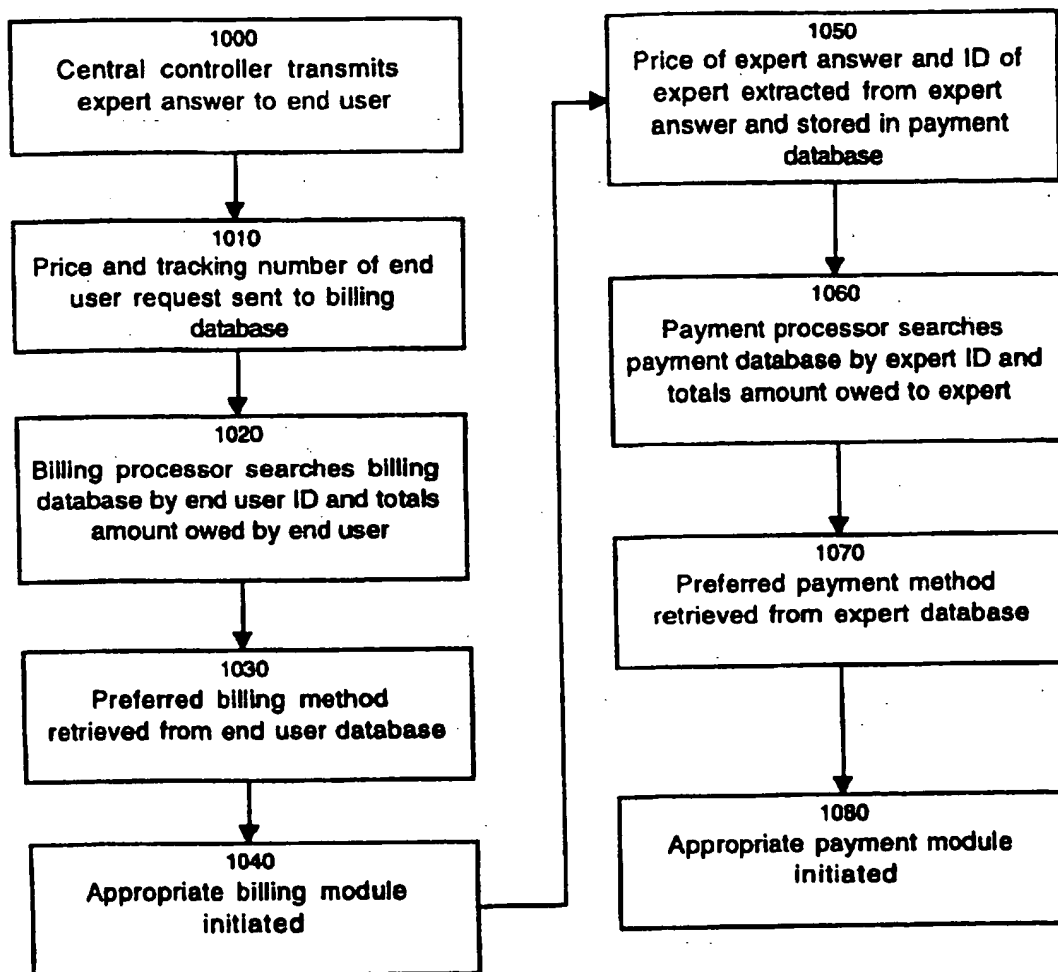 1000
Central controller transmits
expert answer to end user
1010
Price and tracking number of end
user request sent to billing
database
1020
Billing processor searches billing
database by end user ID and totals
amount owed by end user
1030
Preferred billing method
retrieved from end user database
1040
Appropriate billing module
initiated
1050
Price of expert answer and ID of
expert extracted from expert
answer and stored in payment
database
1060
Payment processor searches
payment database by expert ID and
totals amount owed to expert
1070
Preferred payment method
retrieved from expert database
1080
Appropriate payment module
initiated